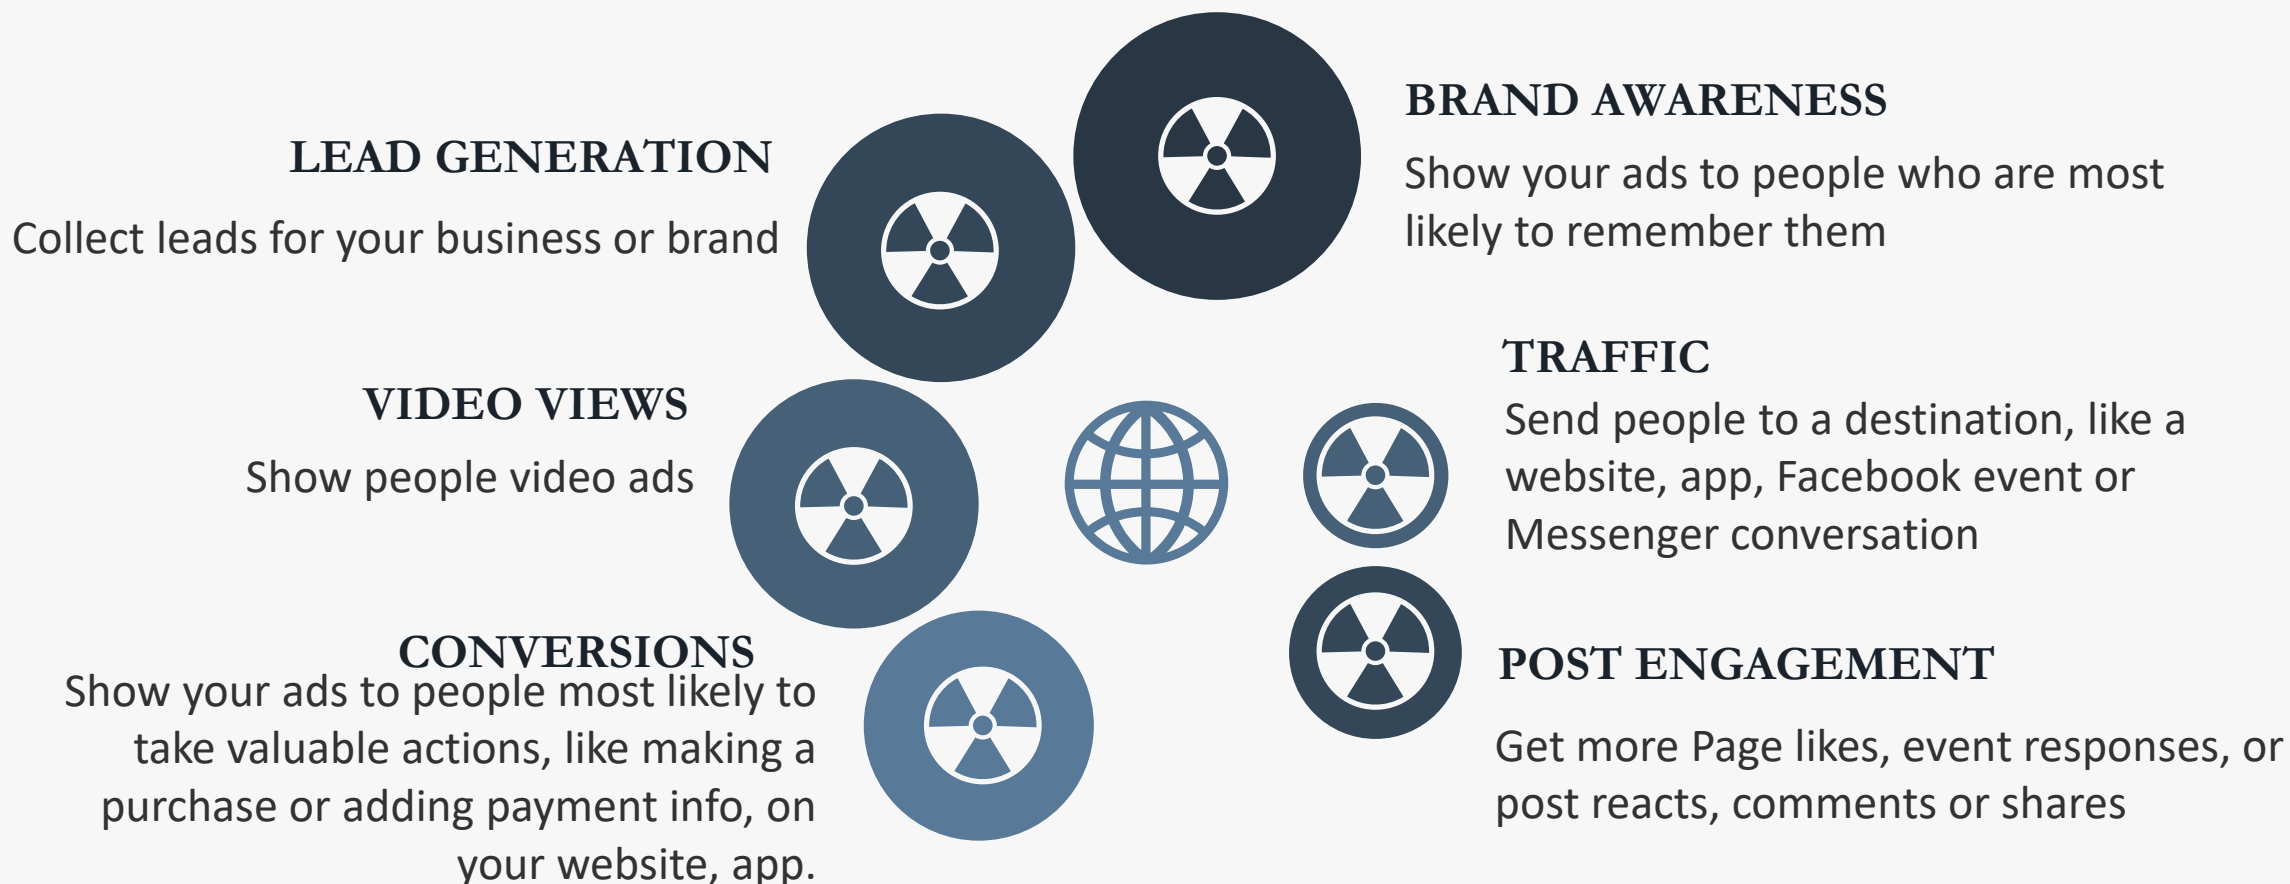 LEAD GENERATION
Collect leads for your business or brand
VIDEO VIEWS
Show people video ads
CONVERSIONS
Show your ads to people most likely to
take valuable actions, like making a
purchase or adding payment info, on
your website, app.
BRAND AWARENESS
Show your ads to people who are most
likely to remember them
TRAFFIC
Send people to a destination, like a
website, app, Facebook event or
Messenger conversation
POST ENGAGEMENT
Get more Page likes, event responses, or
post reacts, comments or shares